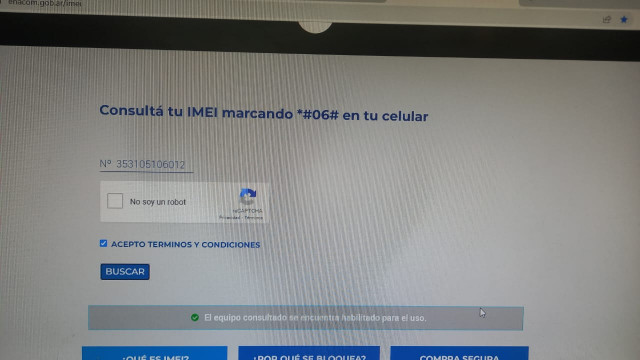 enacom.gob.ar/imei
Consultá tu IMEI marcando *#06# en tu celular
Nº 353105106012
No soy un robot
reCAPTCHA
Privacidad - Términos
ACEPTO TERMINOS Y CONDICIONES
BUSCAR
El equipo consultado se encuentra habilitado para el uso.
¿QUÉ ES IMEI?
¿POR QUÉ SE BLOQUEA?
COMPRA SEGURA